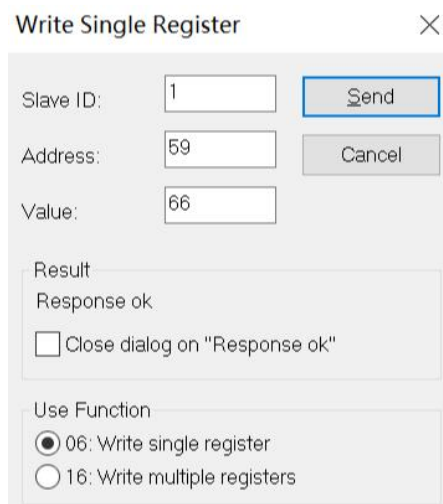 Write Single Register
Slave ID: 1 Send
Address: 59 Cancel
Value: 66
Result
Response ok
Close dialog on "Response ok"
Use Function
06: Write single register
16: Write multiple registers